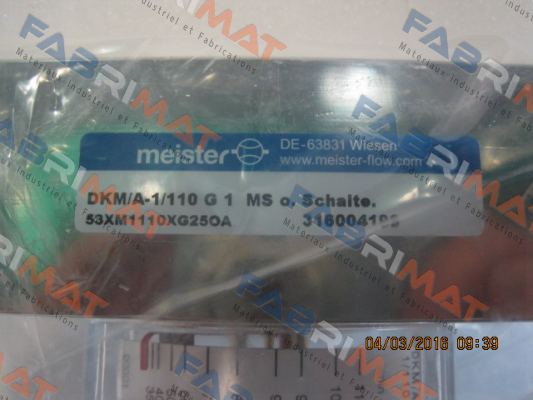 meister
DE-63831 Wiesen
www.meister-flow.com
DKM/A-1/110 G 1 MS o. Schalte.
53XM1110XG25OA
04/03/2016 09:39
FABRIMAT
Materiaux industriel et Fabrications